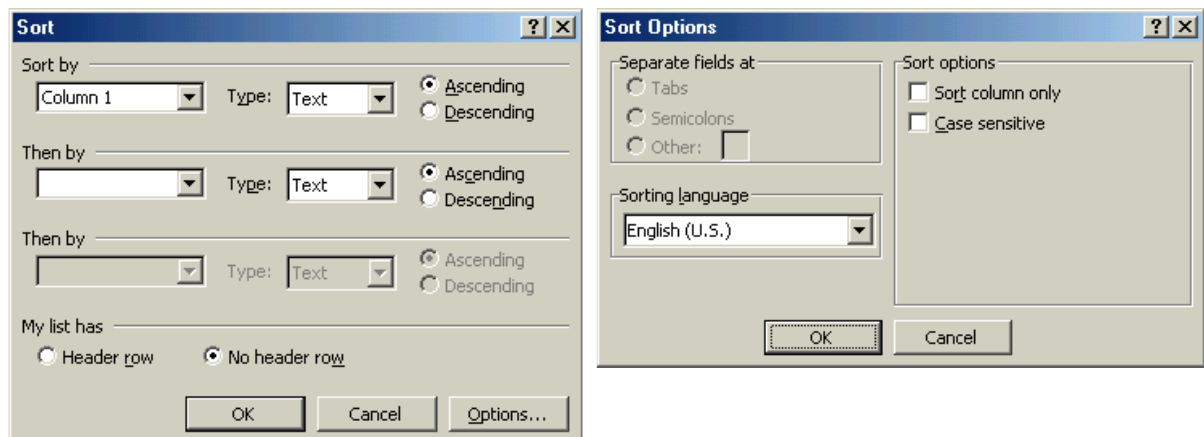 Sort
Sort by
Column 1 Type: Text Ascending
Descending
Then by
Type: Text Ascending
Descending
Then by
Type: Text Ascending
Descending
My list has
Header row No header row
OK Cancel Options...
Sort Options
Separate fields at
Tabs
Semicolons
Other:
Sorting language
English (U.S.)
Sort options
Sort column only
Case sensitive
OK Cancel